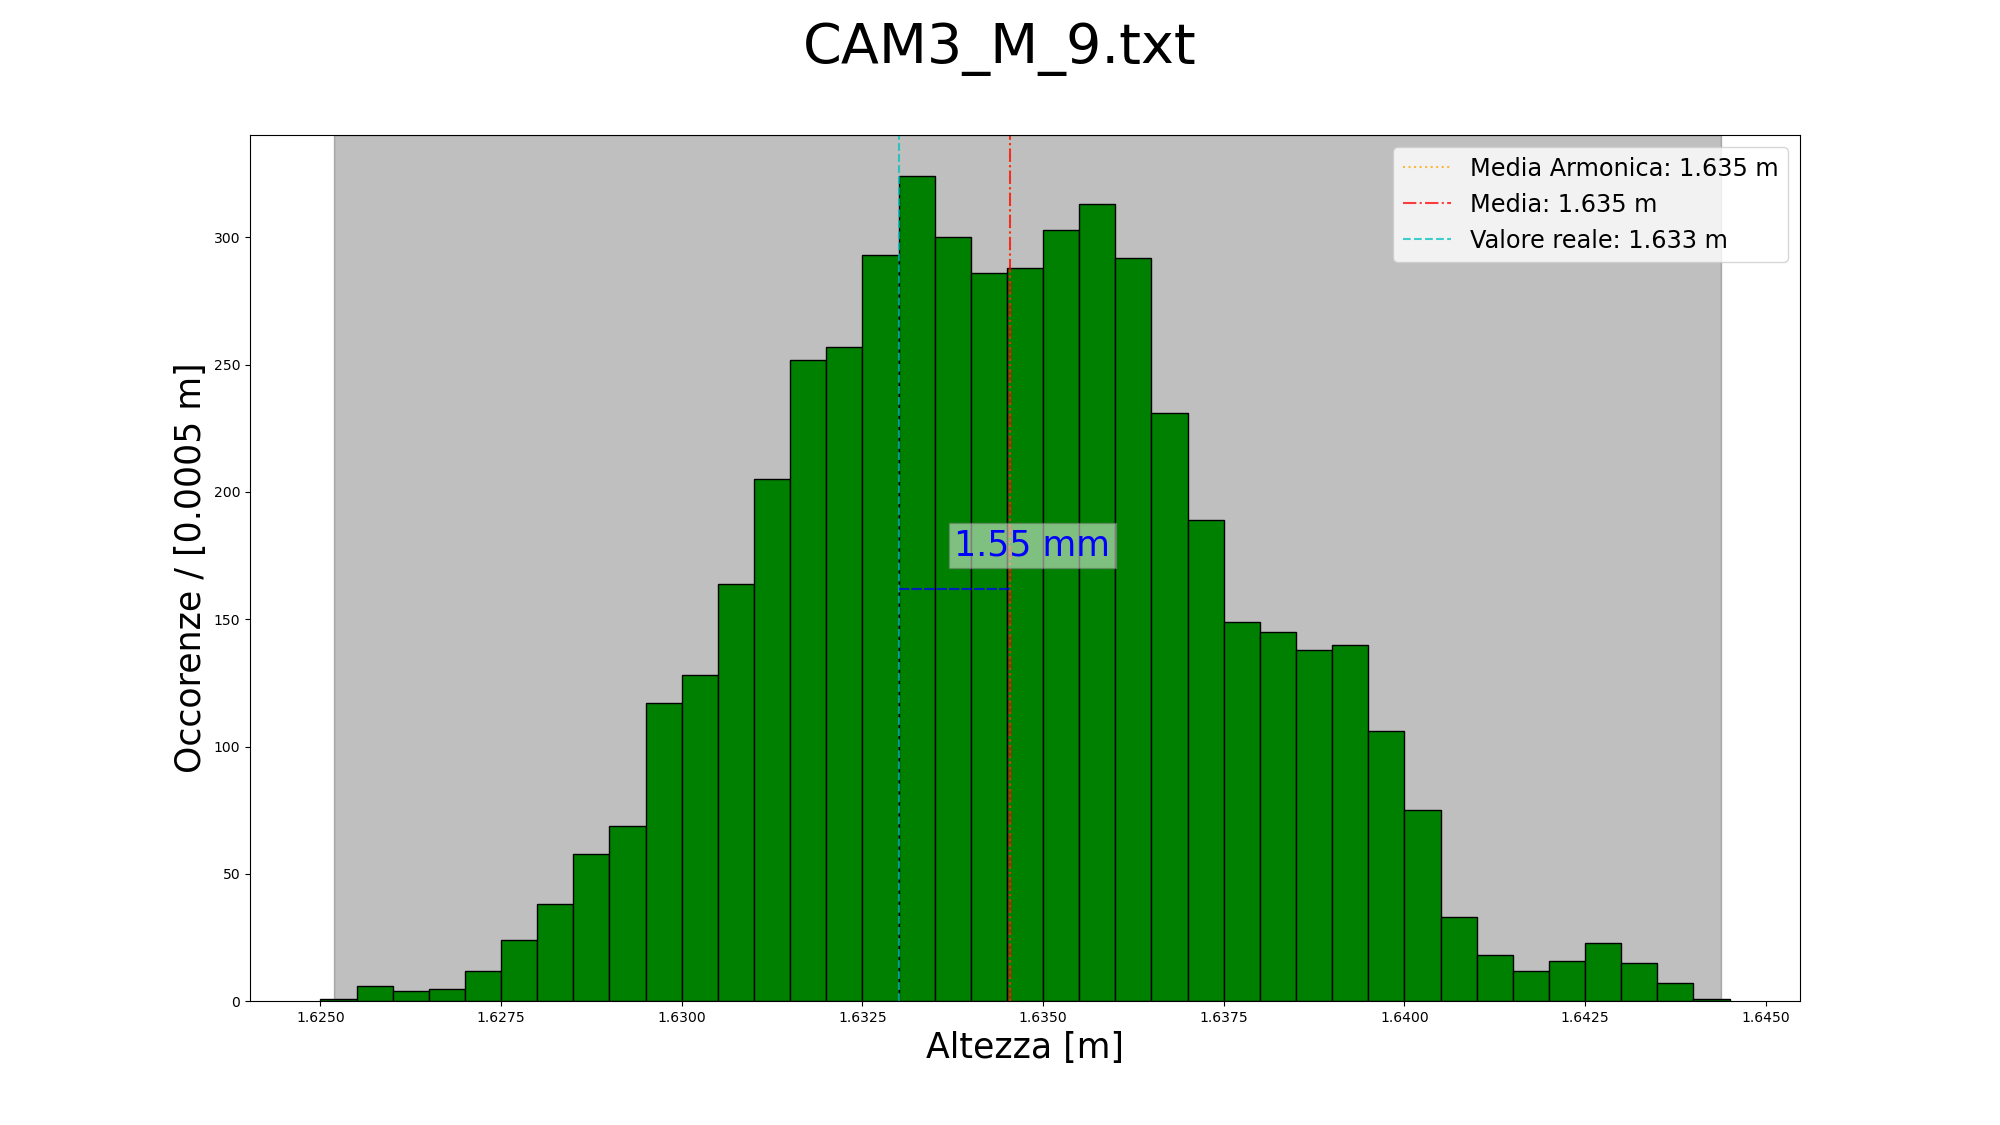 CAM3_M_9.txt
Media Armonica: 1.635 m
Media: 1.635 m
Valore reale: 1.633 m
Occorenze / [0.0005 m]
300
250
200
150
100
50
0
1.55 mm
1.6250 1.6275 1.6300 1.6325 1.6350 1.6375 1.6400 1.6425 1.6450
Altezza [m]